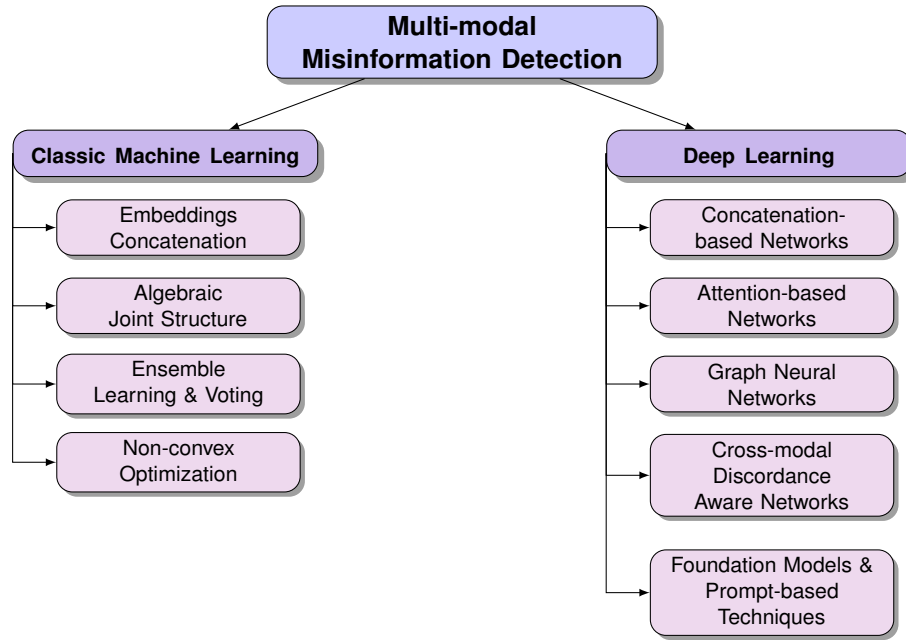 Multi-modal
Misinformation Detection
Classic Machine Learning
Embeddings
Concatenation
Algebraic
Joint Structure
Ensemble
Learning & Voting
Non-convex
Optimization
Deep Learning
Concatenation-
based Networks
Attention-based
Networks
Graph Neural
Networks
Cross-modal
Discordance
Aware Networks
Foundation Models &
Prompt-based
Techniques